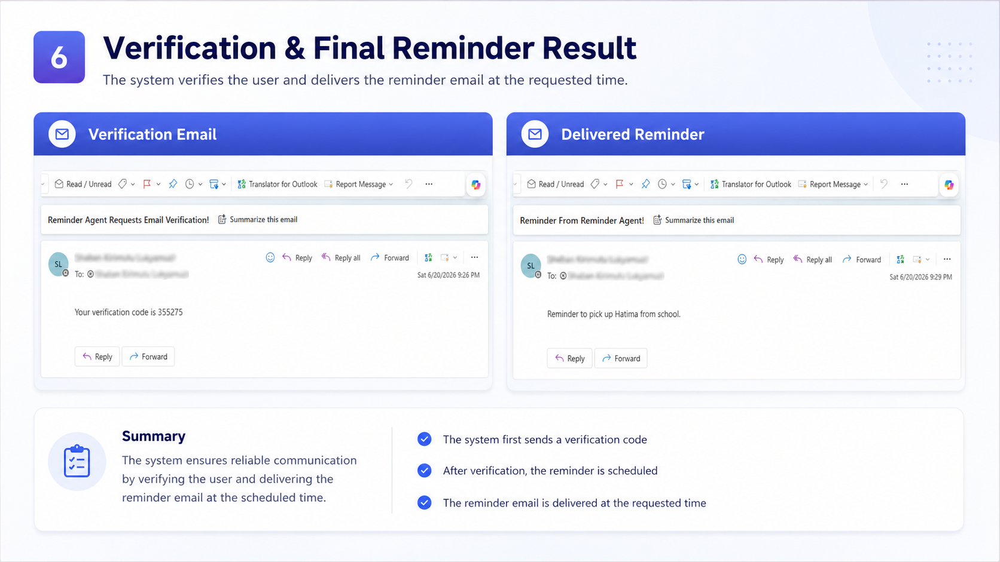 6
Verification & Final Reminder Result
The system verifies the user and delivers the reminder email at the requested time.
Verification Email
Read / Unread
Translator for Outlook
Report Message
...
Reminder Agent Requests Email Verification!
Summarize this email
SL
Reply
Reply all
Forward
...
To:
Sat 6/20/2026 9:26 PM
Your verification code is 355275
Reply
Forward
Delivered Reminder
Read / Unread
Translator for Outlook
Report Message
...
Reminder From Reminder Agent!
Summarize this email
SL
Reply
Reply all
Forward
...
To:
Sat 6/20/2026 9:29 PM
Reminder to pick up Hatima from school.
Reply
Forward
Summary
The system ensures reliable communication
by verifying the user and delivering the
reminder email at the scheduled time.
The system first sends a verification code
After verification, the reminder is scheduled
The reminder email is delivered at the requested time